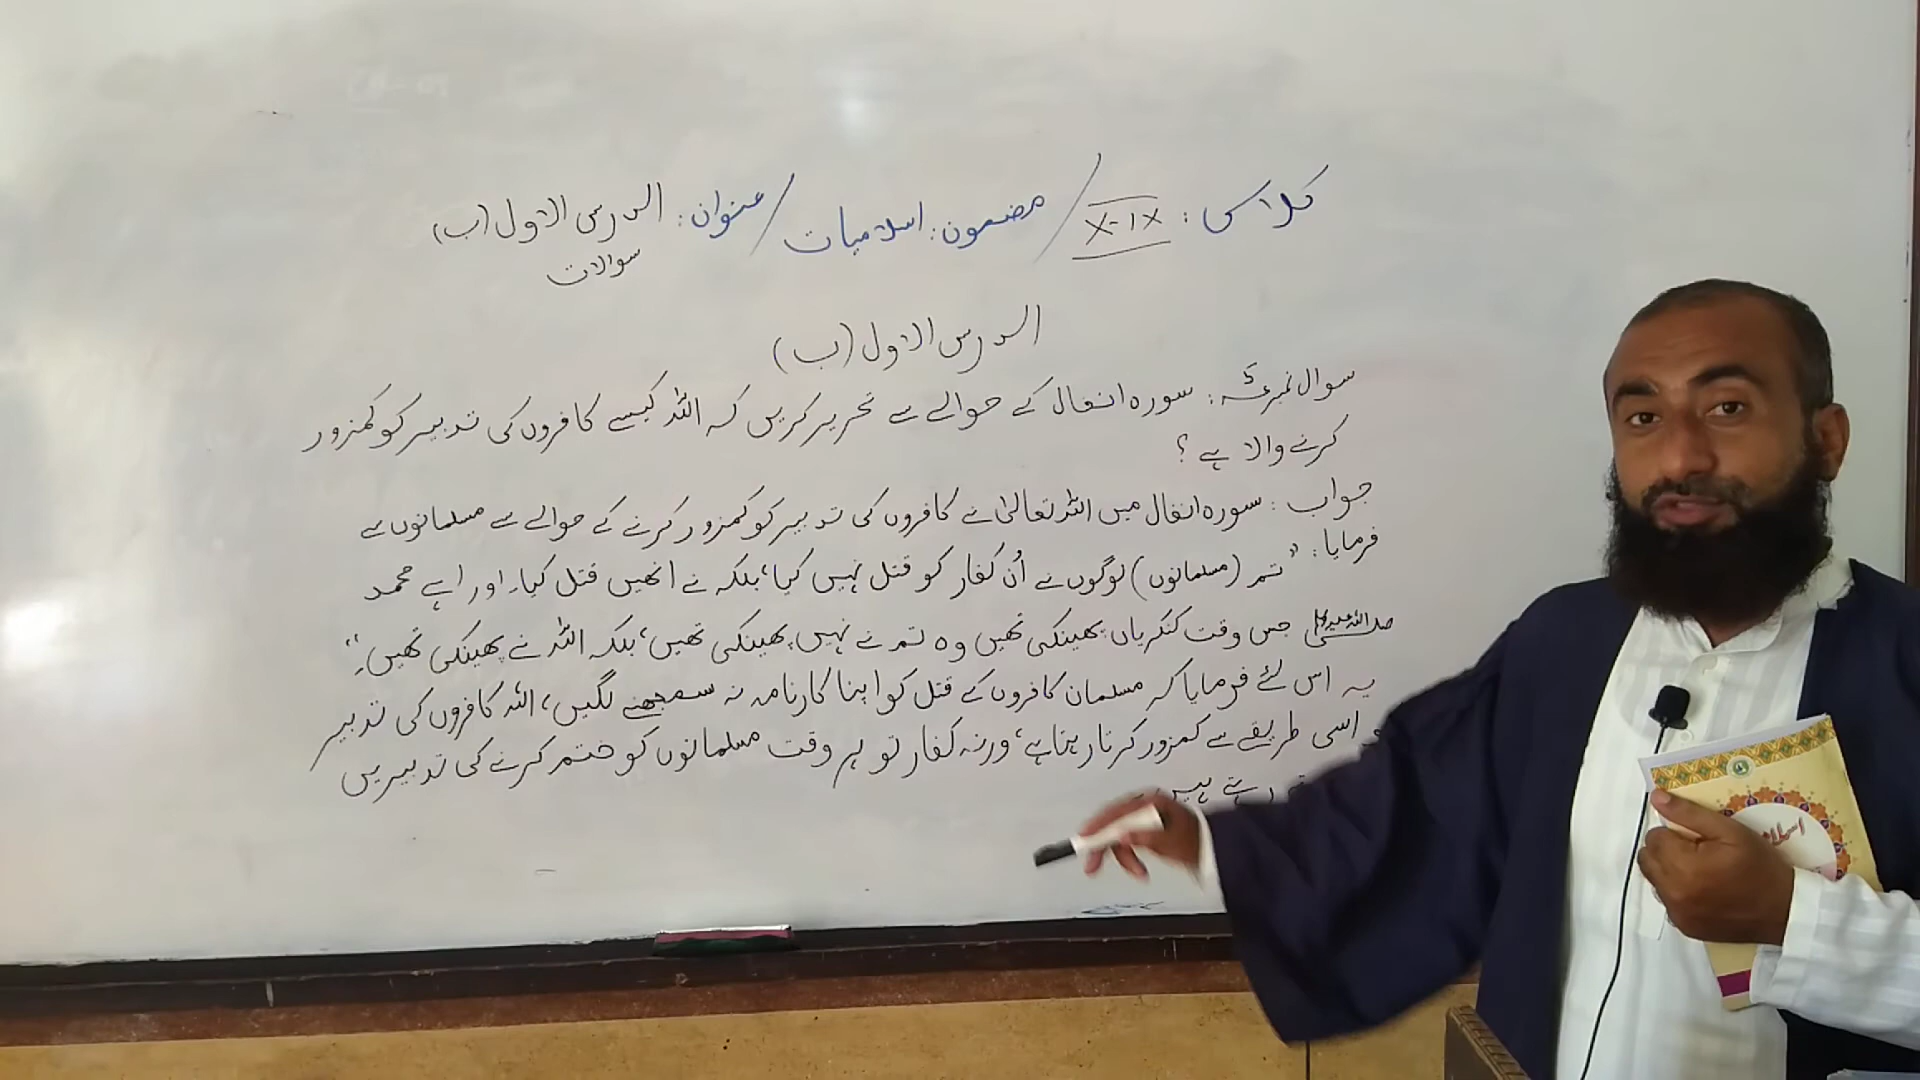 کلاس: IX-X / مضمون: اسلامیات / عنوان: الدرس الاول (ب)
سوالات
الدرس الاول (ب)
سوال نمبر ۵: سورہ انفال کے حوالے سے تحریر کریں کہ اللہ کیسے کافروں کی تدبیر کو کمزور
کرنے والا ہے؟
جواب: سورہ انفال میں اللہ تعالیٰ نے کافروں کی تدبیر کو کمزور کرنے کے حوالے سے مسلمانوں سے
فرمایا: "تم (مسلمانوں) لوگوں نے اُن کفار کو قتل نہیں کیا، بلکہ نے انھیں قتل کیا۔ اور اے محمد
صلی اللہ علیہ وسلم جس وقت کنکریاں پھینکی تھیں وہ تم نے نہیں پھینکی تھیں، بلکہ اللہ نے پھینکی تھیں۔"
یہ اس لئے فرمایا کہ مسلمان کافروں کے قتل کو اپنا کارنامہ نہ سمجھنے لگیں، اللہ کافروں کی تدبیر
اسی طریقے سے کمزور کرتا رہتا ہے، ورنہ کفار تو ہر وقت مسلمانوں کو ختم کرنے کی تدبیریں
رہتے ہیں